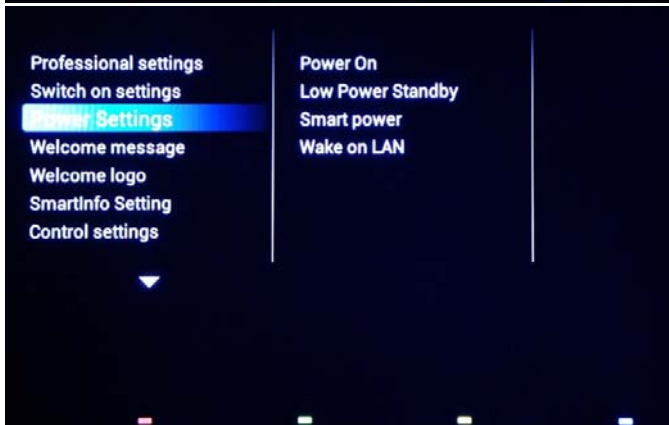 Professional settings
Switch on settings
Power Settings
Welcome message
Welcome logo
SmartInfo Setting
Control settings
Power On
Low Power Standby
Smart power
Wake on LAN